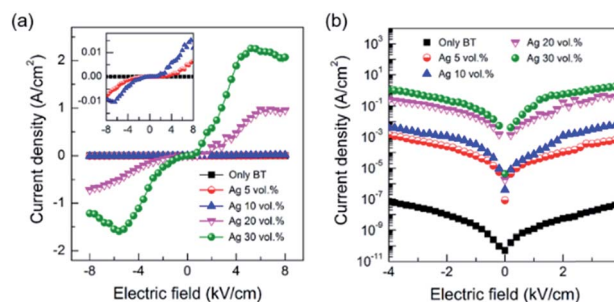 (a)
Current density (A/cm²)
2
1
0
-1
-2
0.01
0.00
-0.01
-8 -4 0 4 8
Only BT
Ag 5 vol.%
Ag 10 vol.%
Ag 20 vol.%
Ag 30 vol.%
-8 -4 0 4 8
Electric field (kV/cm)
(b)
Current density (A/cm²)
10³
10¹
10⁻¹
10⁻³
10⁻⁵
10⁻⁷
10⁻⁹
10⁻¹¹
Only BT Ag 20 vol.%
Ag 5 vol.% Ag 30 vol.%
Ag 10 vol.%
-4 -2 0 2
Electric field (kV/cm)